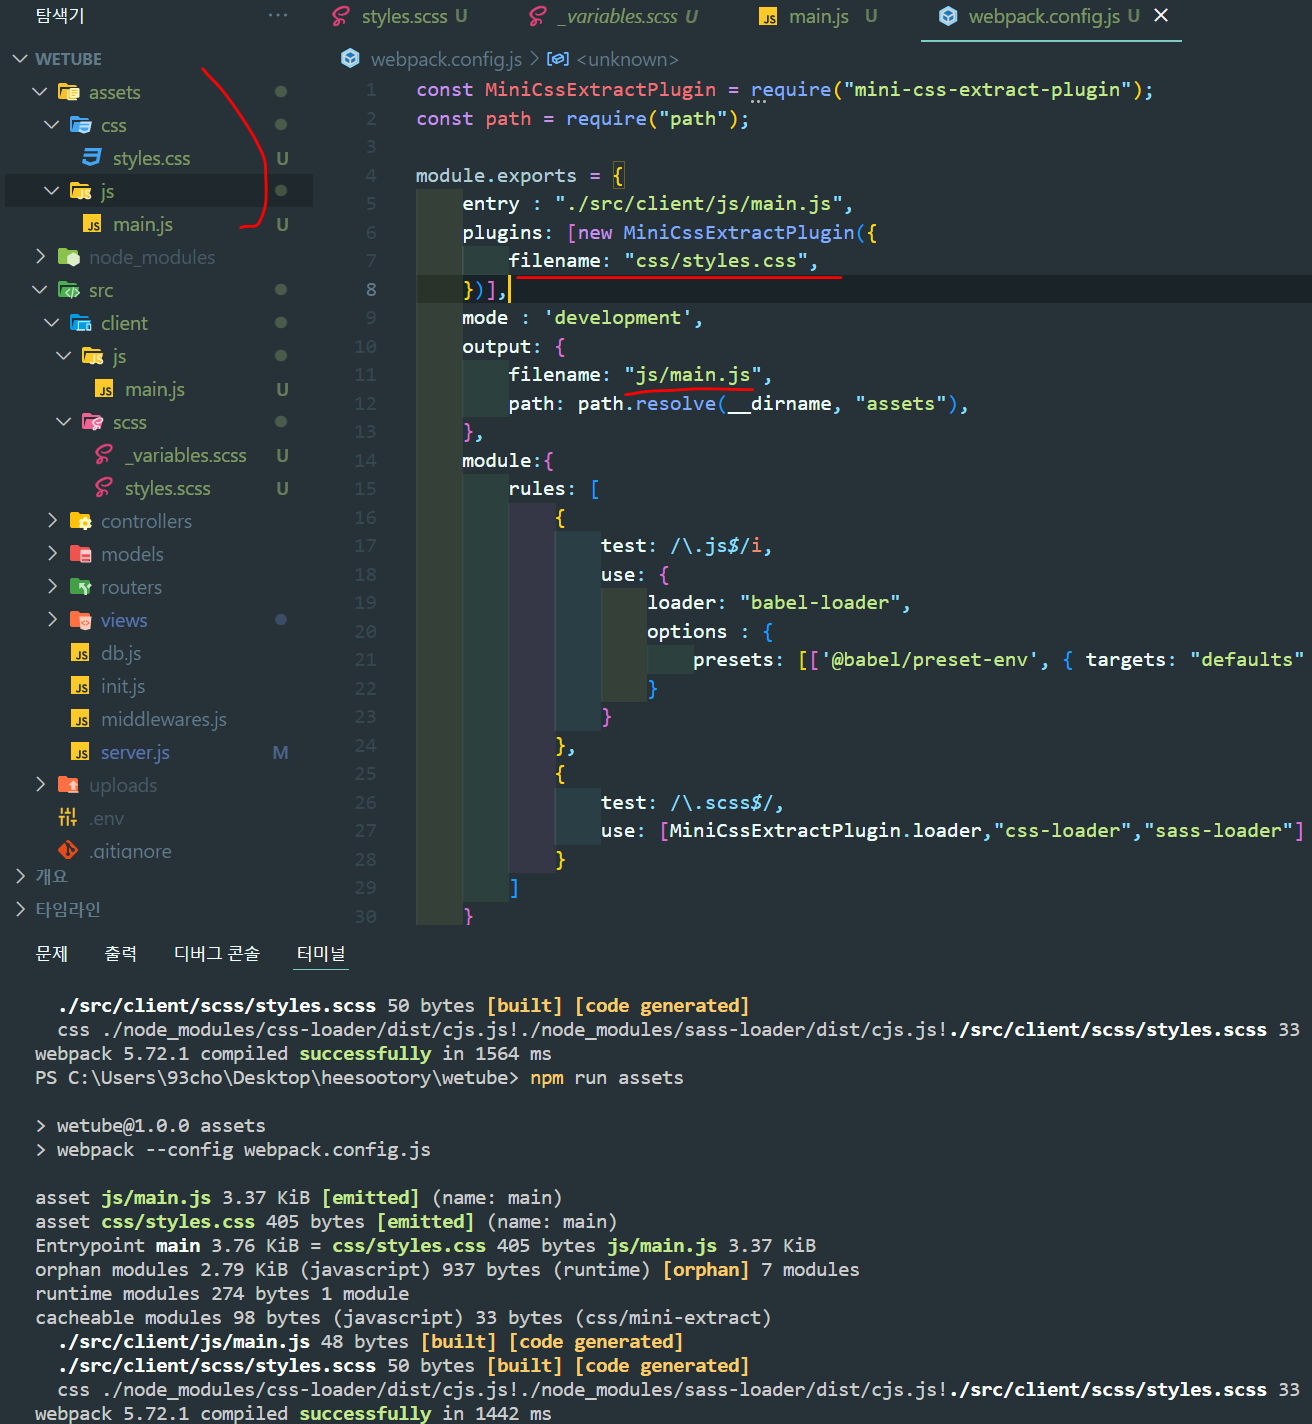 탐색기 ···
WETUBE
assets
css
styles.css U
js
main.js U
node_modules
src
client
js
main.js U
scss
_variables.scss U
styles.scss U
controllers
models
routers
views
db.js
init.js
middlewares.js
server.js M
uploads
.env
.gitignore
개요
타임라인
styles.scss U
_variables.scss U
main.js U
webpack.config.js U
webpack.config.js > <unknown>
1 const MiniCssExtractPlugin = require("mini-css-extract-plugin");
2 const path = require("path");
3
4 module.exports = {
5 entry : "./src/client/js/main.js",
6 plugins: [new MiniCssExtractPlugin({
7 filename: "css/styles.css",
8 })],
9 mode : 'development',
10 output: {
11 filename: "js/main.js",
12 path: path.resolve(__dirname, "assets"),
13 },
14 module:{
15 rules: [
16 {
17 test: /\.js$/i,
18 use: {
19 loader: "babel-loader",
20 options : {
21 presets: [['@babel/preset-env', { targets: "defaults"
22 }
23 }
24 },
25 {
26 test: /\.scss$/,
27 use: [MiniCssExtractPlugin.loader,"css-loader","sass-loader"]
28 }
29 ]
30 }
문제 출력 디버그 콘솔 터미널
./src/client/scss/styles.scss 50 bytes [built] [code generated]
css ./node_modules/css-loader/dist/cjs.js!./node_modules/sass-loader/dist/cjs.js!./src/client/scss/styles.scss 33
webpack 5.72.1 compiled successfully in 1564 ms
PS C:\Users\93cho\Desktop\heesootory\wetube> npm run assets
> wetube@1.0.0 assets
> webpack --config webpack.config.js
asset js/main.js 3.37 KiB [emitted] (name: main)
asset css/styles.css 405 bytes [emitted] (name: main)
Entrypoint main 3.76 KiB = css/styles.css 405 bytes js/main.js 3.37 KiB
orphan modules 2.79 KiB (javascript) 937 bytes (runtime) [orphan] 7 modules
runtime modules 274 bytes 1 module
cacheable modules 98 bytes (javascript) 33 bytes (css/mini-extract)
./src/client/js/main.js 48 bytes [built] [code generated]
./src/client/scss/styles.scss 50 bytes [built] [code generated]
css ./node_modules/css-loader/dist/cjs.js!./node_modules/sass-loader/dist/cjs.js!./src/client/scss/styles.scss 33
webpack 5.72.1 compiled successfully in 1442 ms